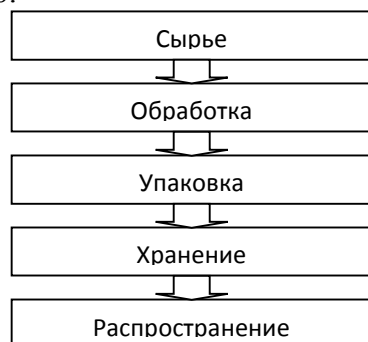 Сырье
Обработка
Упаковка
Хранение
Распространение